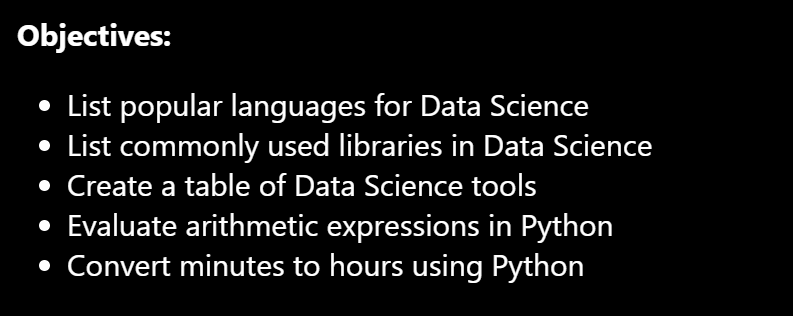 Objectives:
• List popular languages for Data Science
• List commonly used libraries in Data Science
• Create a table of Data Science tools
• Evaluate arithmetic expressions in Python
• Convert minutes to hours using Python